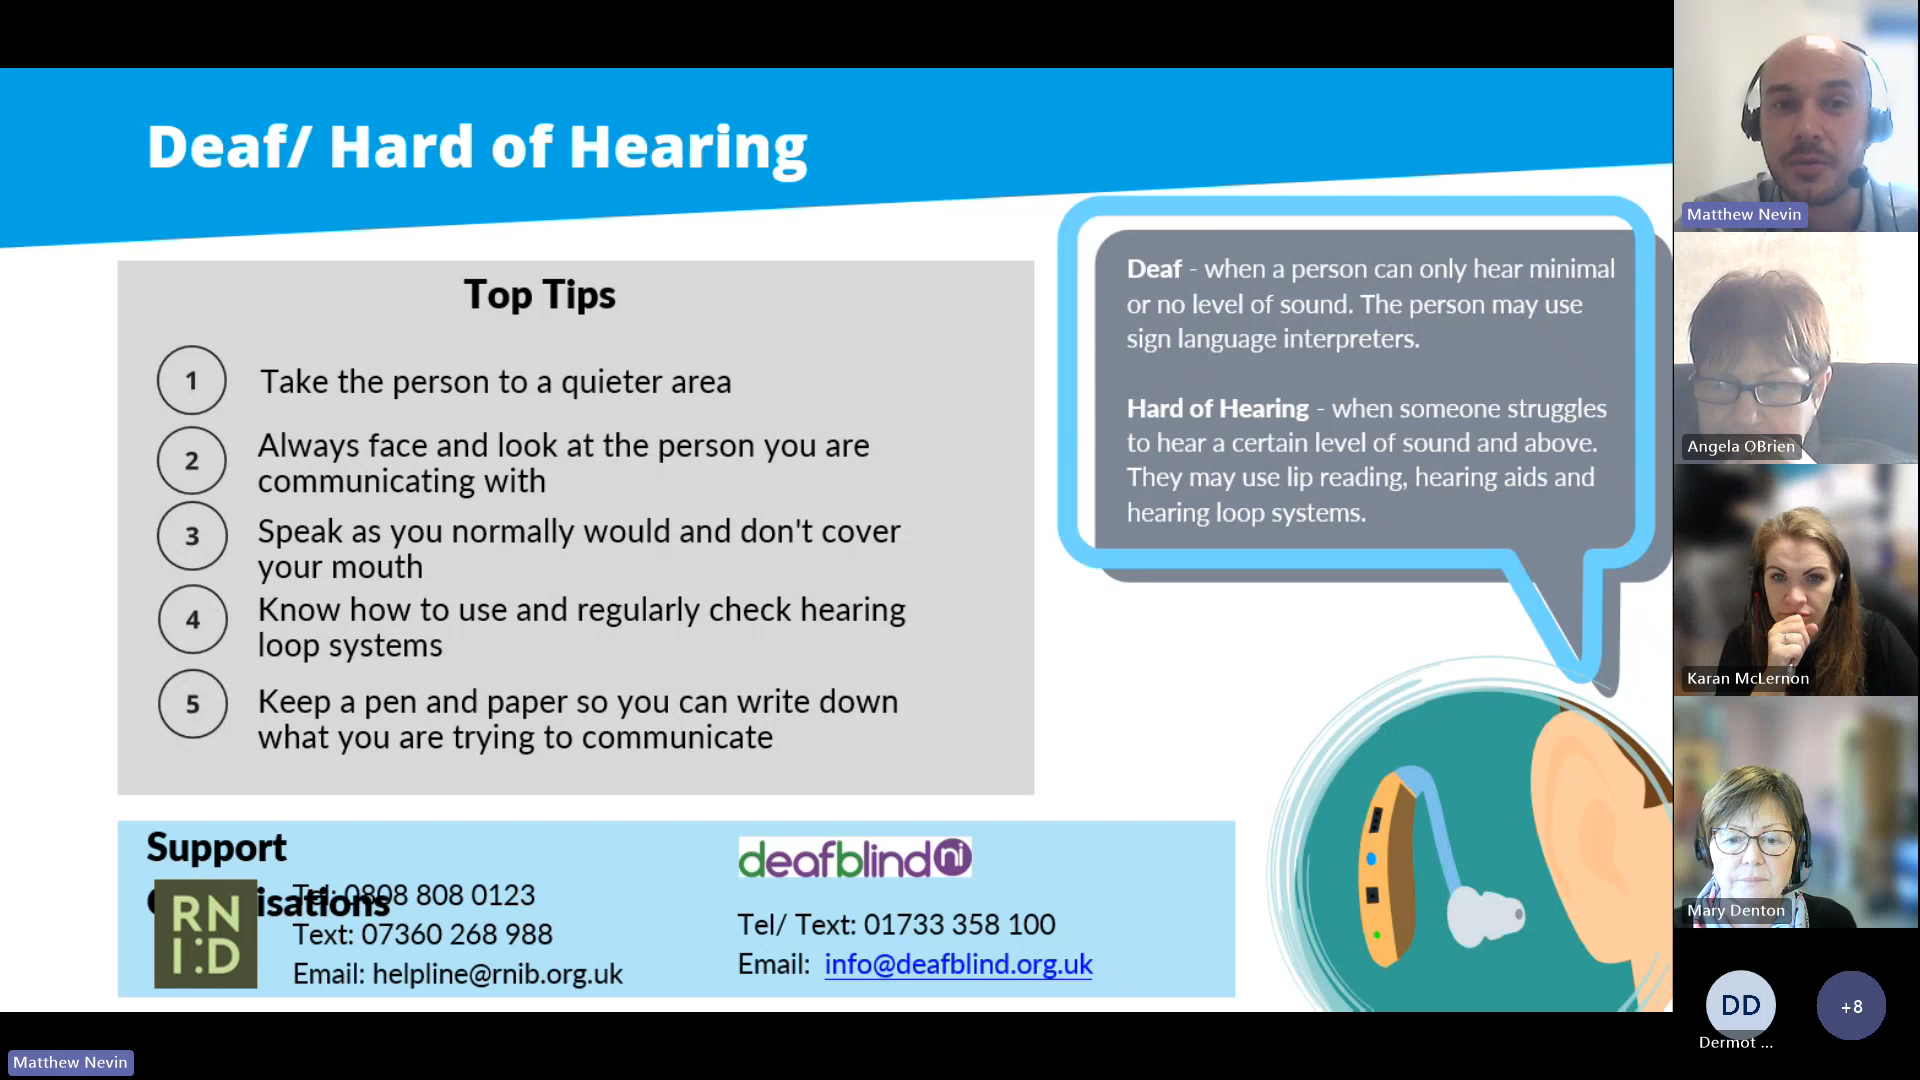 Deaf/ Hard of Hearing
Top Tips
1 Take the person to a quieter area
2 Always face and look at the person you are
communicating with
3 Speak as you normally would and don't cover
your mouth
4 Know how to use and regularly check hearing
loop systems
5 Keep a pen and paper so you can write down
what you are trying to communicate
Deaf - when a person can only hear minimal
or no level of sound. The person may use
sign language interpreters.
Hard of Hearing - when someone struggles
to hear a certain level of sound and above.
They may use lip reading, hearing aids and
hearing loop systems.
Support
RN
I:D
Tel: 0808 808 0123
Text: 07360 268 988
Email: helpline@rnib.org.uk
deafblind ni
Tel/ Text: 01733 358 100
Email: info@deafblind.org.uk
Matthew Nevin
Angela OBrien
Karan McLernon
Mary Denton
DD
Dermot ...
+8
Matthew Nevin